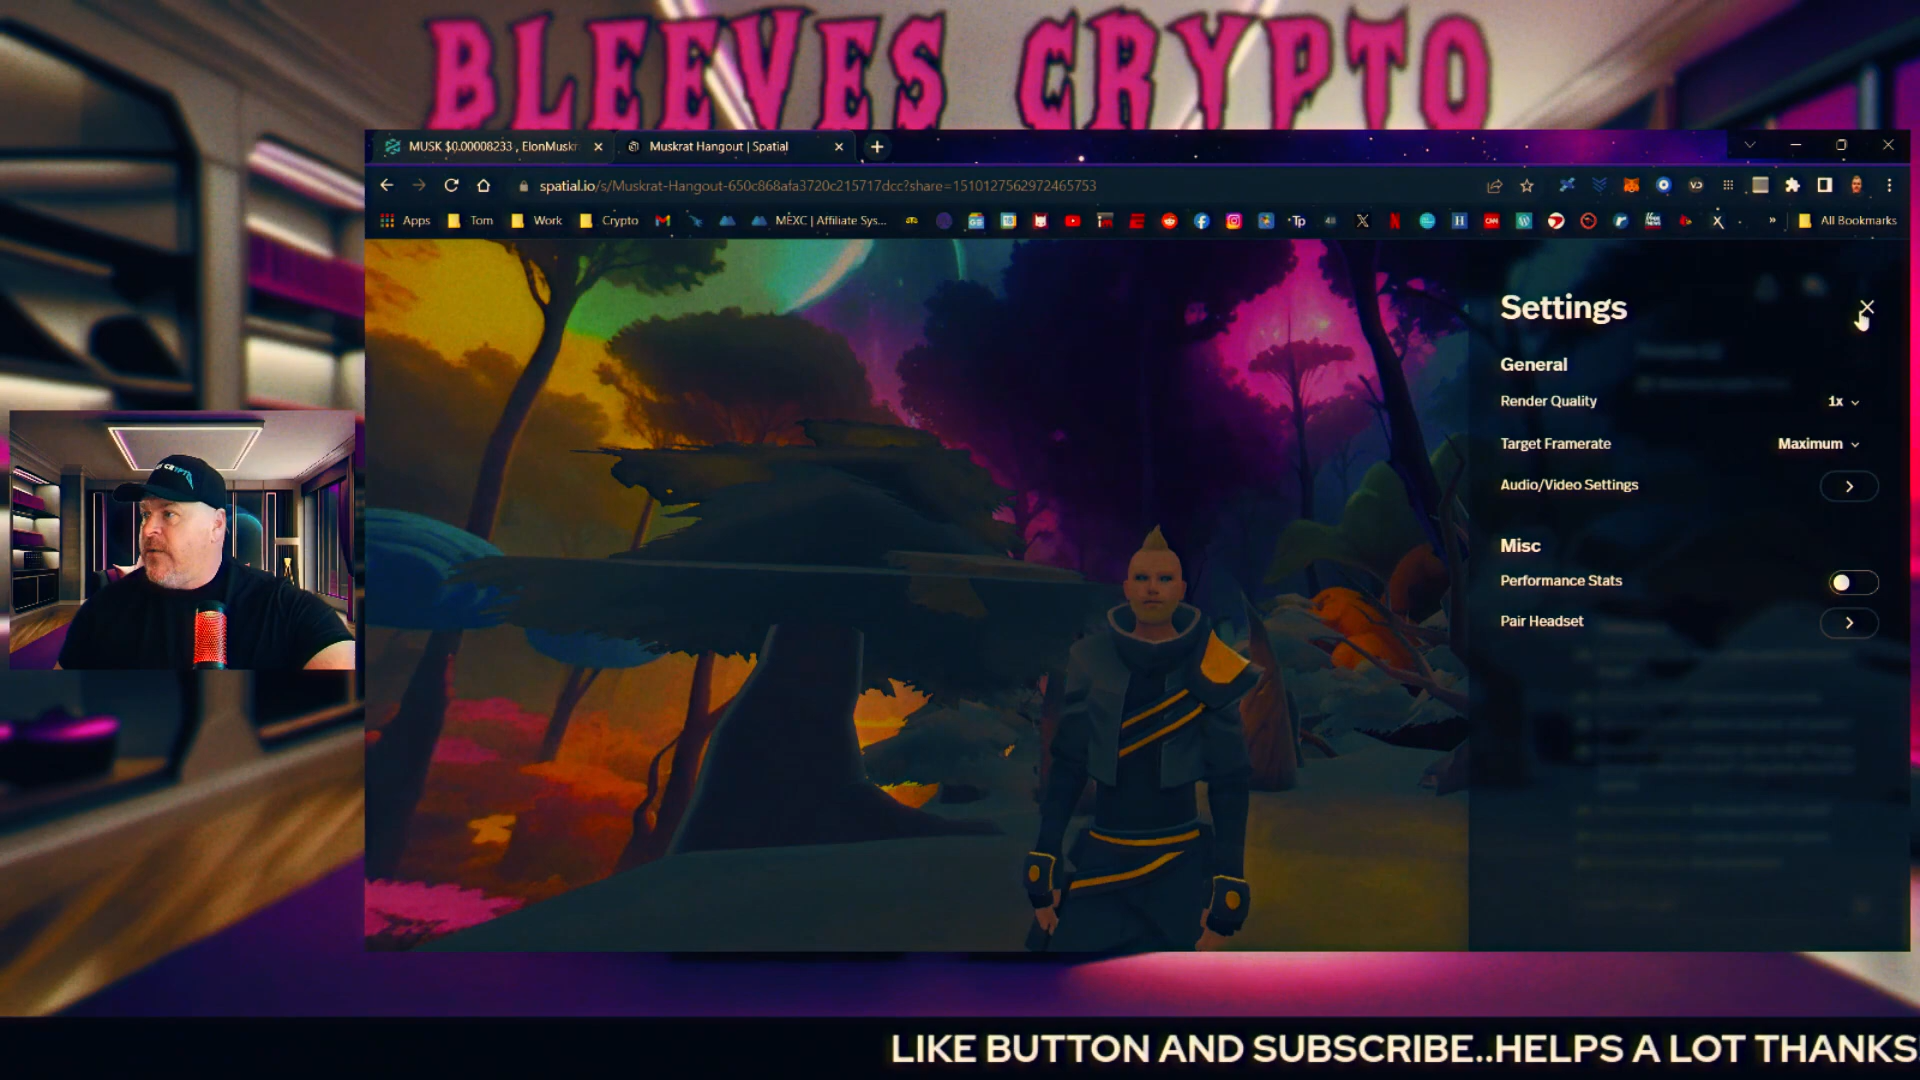 BLEEVES CRYPTO
MUSK $0.00008233 , ElonMuskr
Muskrat Hangout | Spatial
spatial.io/s/Muskrat-Hangout-650c868afa3720c215717dcc?share=1510127562972465753
Apps Tom Work Crypto MEXC | Affiliate Sys... Tp » All Bookmarks
Settings
General
Render Quality 1x
Target Framerate Maximum
Audio/Video Settings
Misc
Performance Stats
Pair Headset
LIKE BUTTON AND SUBSCRIBE..HELPS A LOT THANKS